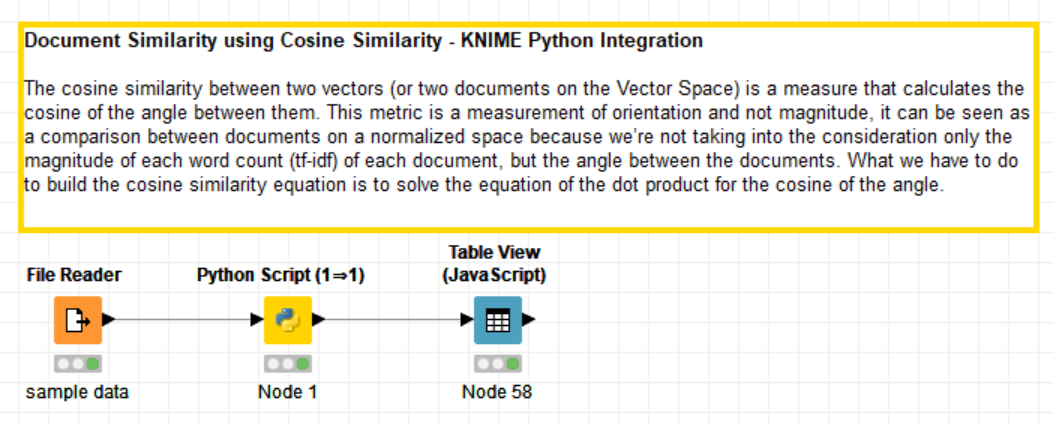 Document Similarity using Cosine Similarity - KNIME Python Integration
The cosine similarity between two vectors (or two documents on the Vector Space) is a measure that calculates the
cosine of the angle between them. This metric is a measurement of orientation and not magnitude, it can be seen as
a comparison between documents on a normalized space because we're not taking into the consideration only the
magnitude of each word count (tf-idf) of each document, but the angle between the documents. What we have to do
to build the cosine similarity equation is to solve the equation of the dot product for the cosine of the angle.
File Reader
sample data
Python Script (1⇒1)
Node 1
Table View
(JavaScript)
Node 58